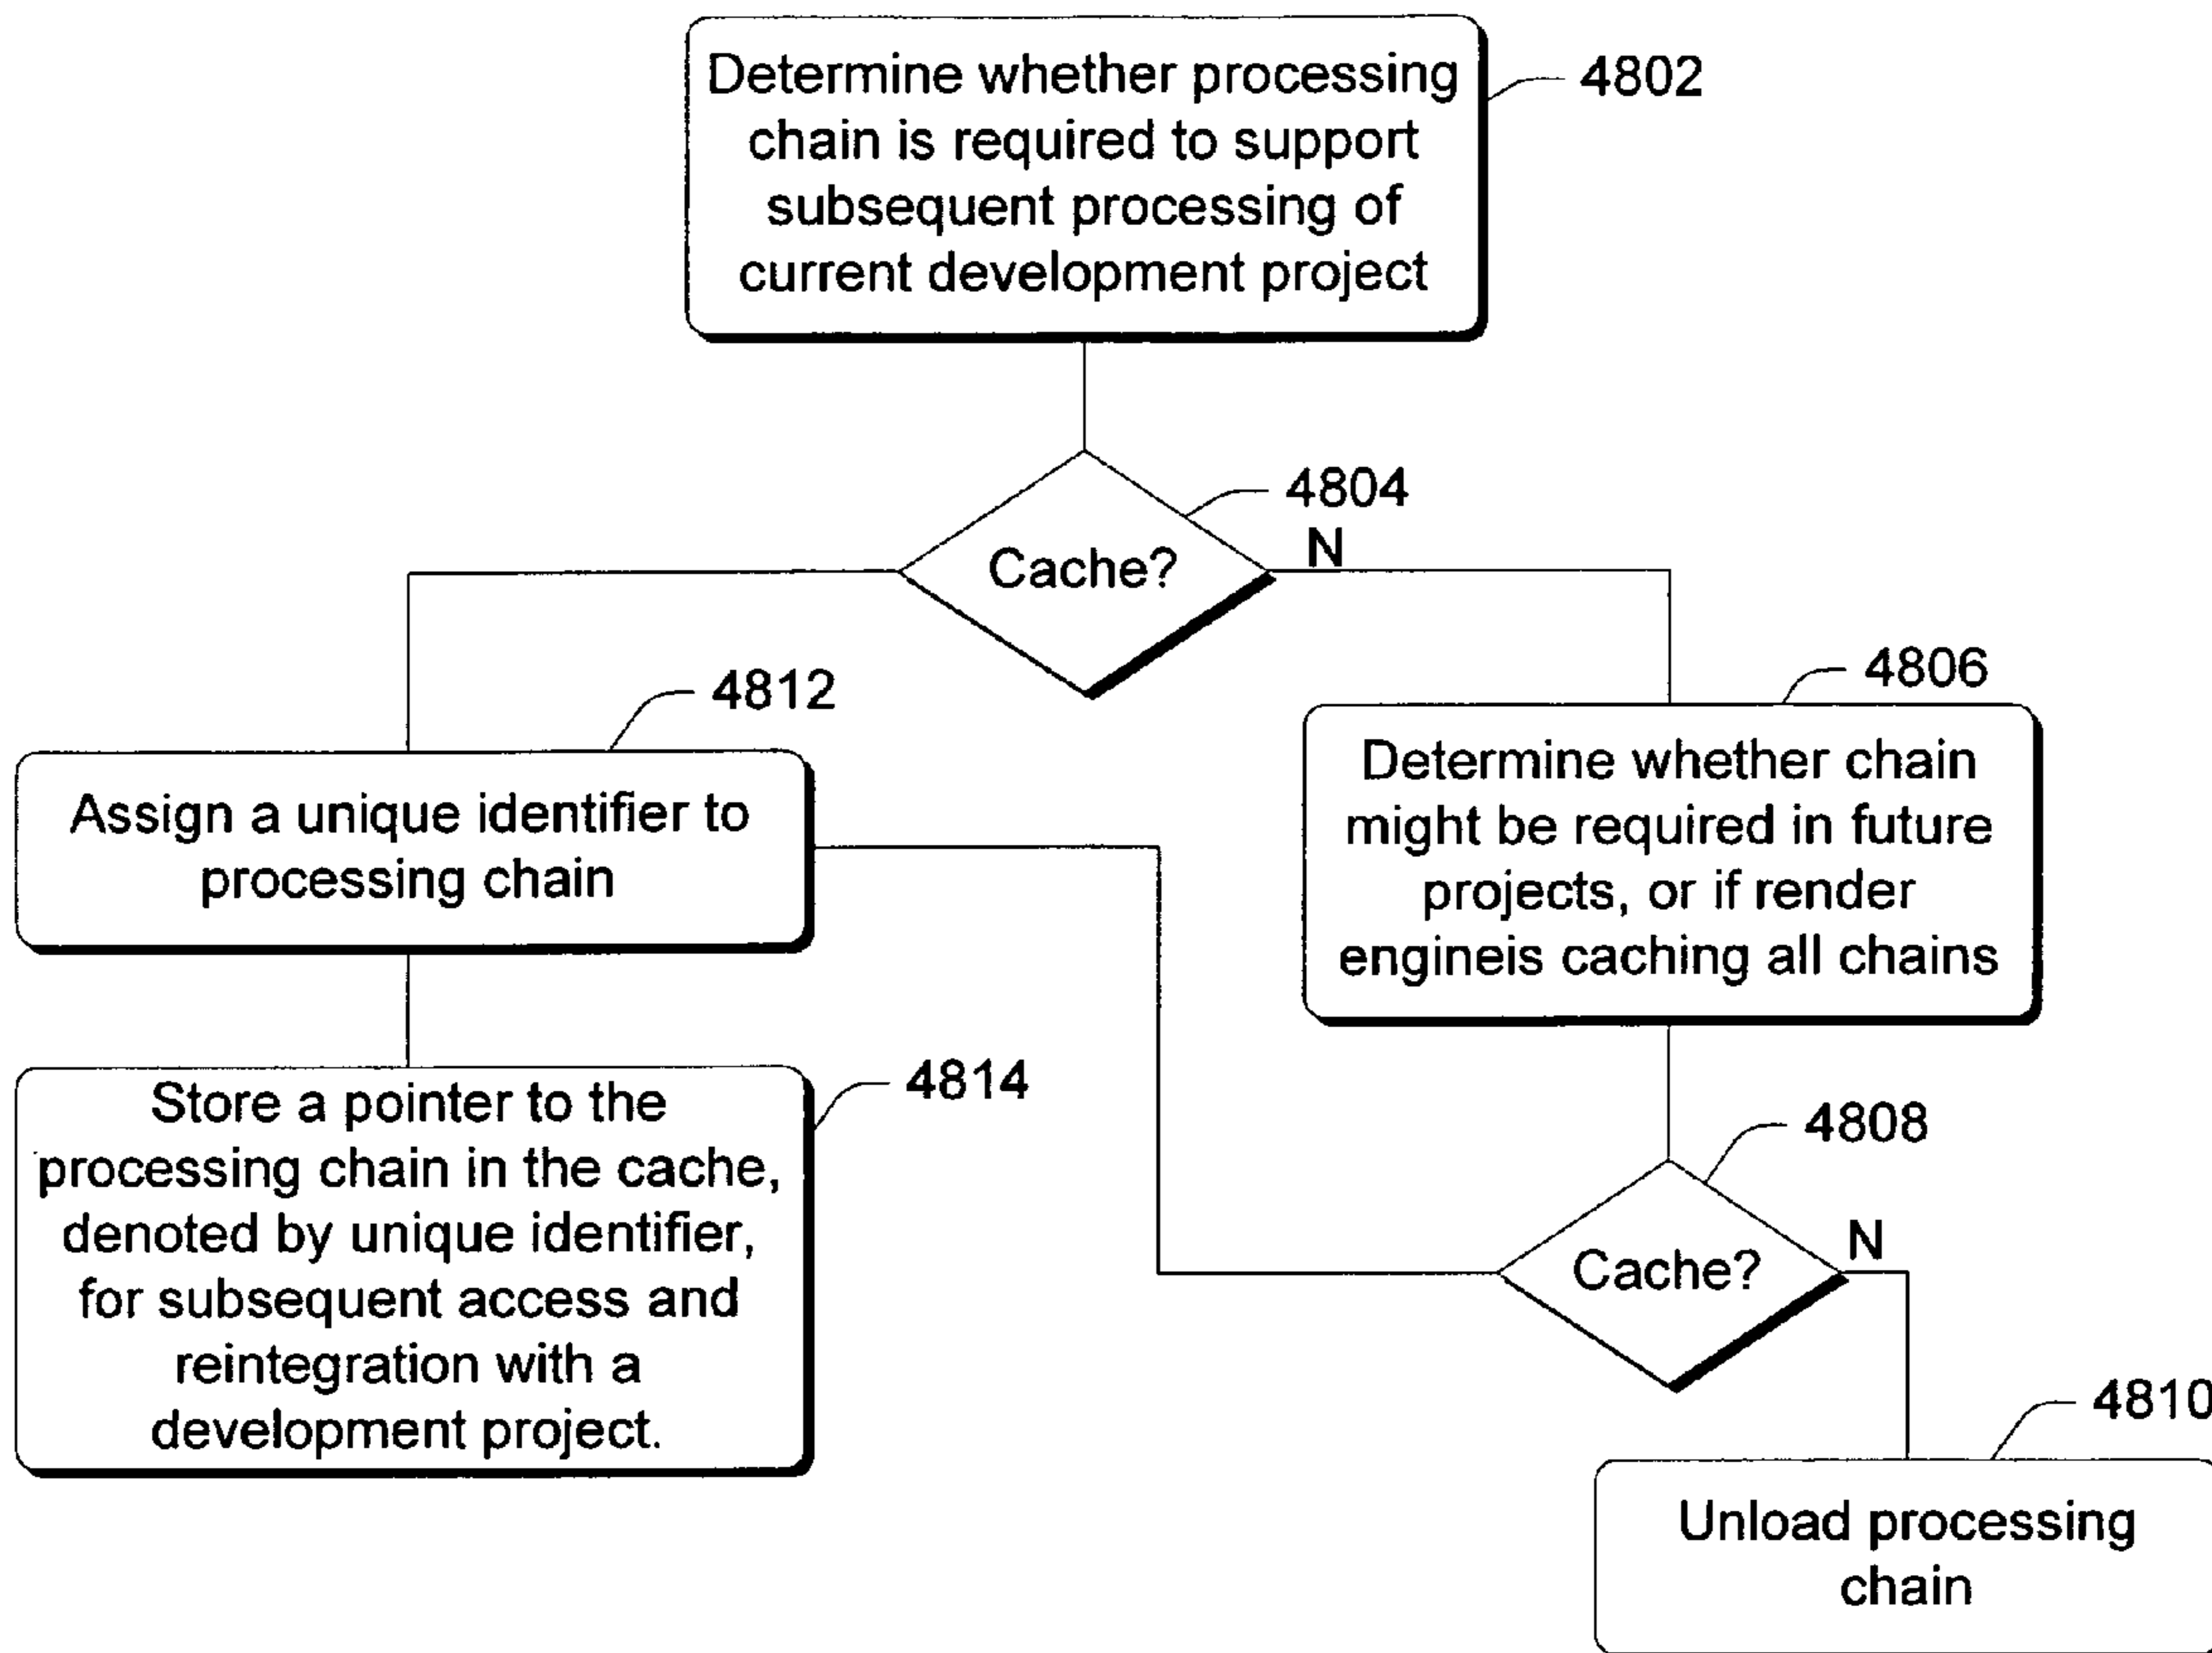 Determine whether processing
chain is required to support
subsequent processing of
current development project
4802
4804
Cache?
N
4812
Assign a unique identifier to
processing chain
4806
Determine whether chain
might be required in future
projects, or if render
engineis caching all chains
4814
Store a pointer to the
processing chain in the cache,
denoted by unique identifier,
for subsequent access and
reintegration with a
development project.
4808
Cache?
N
4810
Unload processing
chain